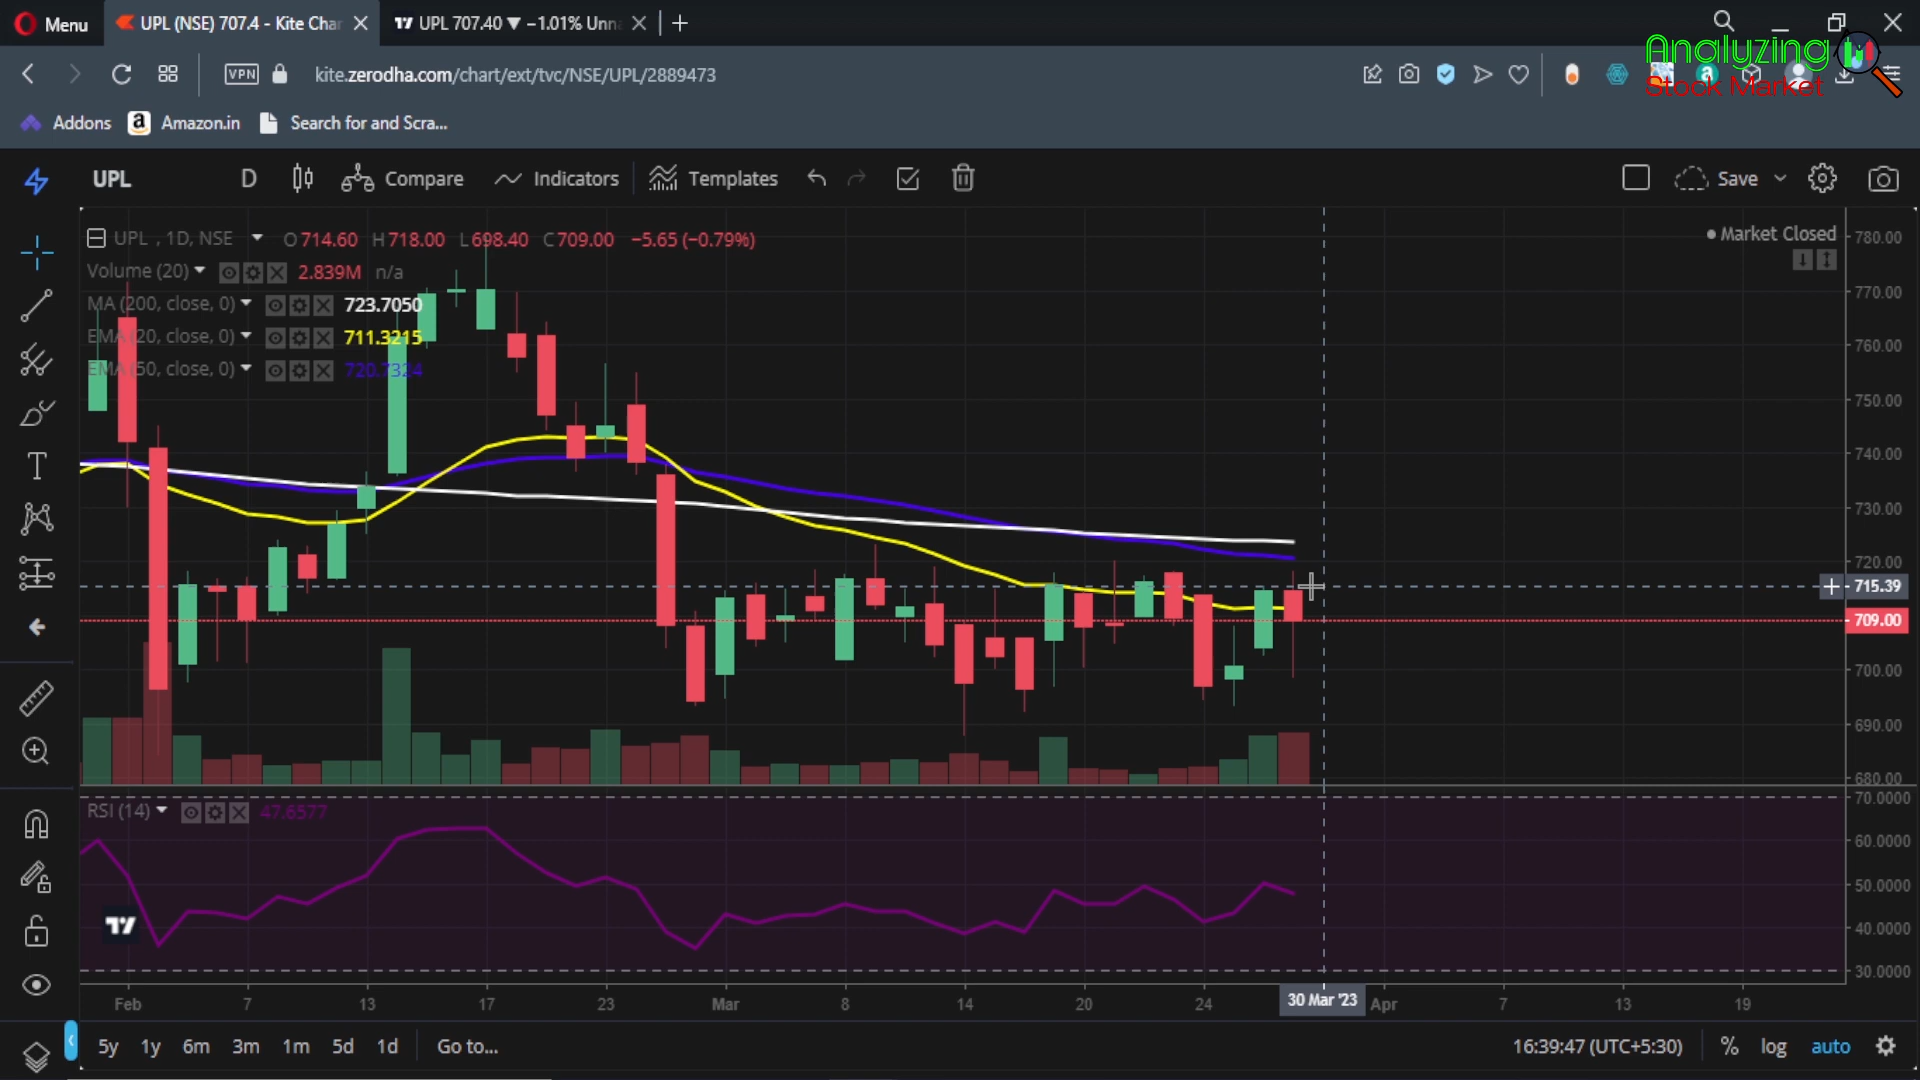 Menu
UPL (NSE) 707.4 - Kite Char
UPL 707.40 ▼ −1.01% Unna
VPN
kite.zerodha.com/chart/ext/tvc/NSE/UPL/2889473
Analyzing
Stock Market
Addons
Amazon.in
Search for and Scra...
UPL
D
Compare
Indicators
Templates
Save
UPL , 1D, NSE
O714.60 H718.00 L698.40 C709.00 −5.65 (−0.79%)
Market Closed
Volume (20)
2.839M n/a
MA (200, close, 0)
723.7050
EMA (20, close, 0)
711.3215
EMA (50, close, 0)
720.7324
780.00
770.00
760.00
750.00
740.00
730.00
720.00
715.39
709.00
700.00
690.00
680.00
RSI (14)
47.6577
70.0000
60.0000
50.0000
40.0000
30.0000
Feb 7 13 17 23 Mar 8 14 20 24 30 Mar '23 Apr 7 13 19
5y 1y 6m 3m 1m 5d 1d Go to...
16:39:47 (UTC+5:30) % log auto